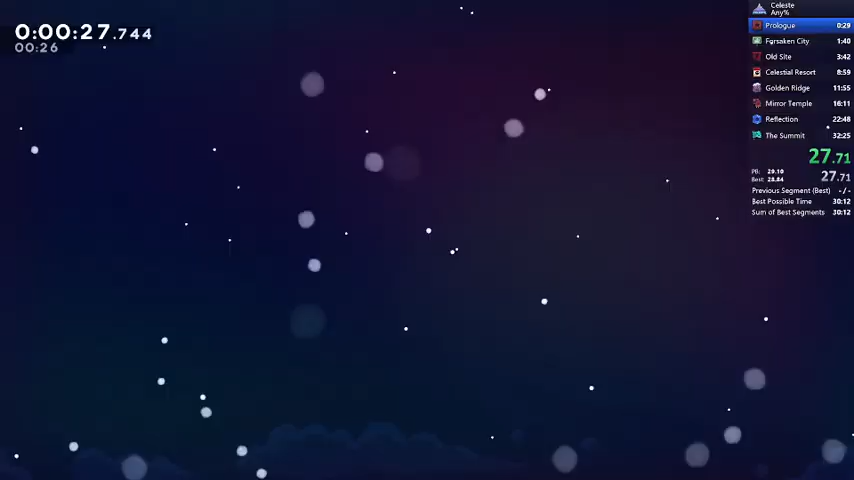 0:00:27.744
00:26
Celeste
Any%
Prologue 0:29
Forsaken City 1:40
Old Site 3:42
Celestial Resort 8:59
Golden Ridge 11:55
Mirror Temple 16:11
Reflection 22:48
The Summit 32:25
27.71
PB: 29.10
Best: 28.84 27.71
Previous Segment (Best) -/-
Best Possible Time 30:12
Sum of Best Segments 30:12